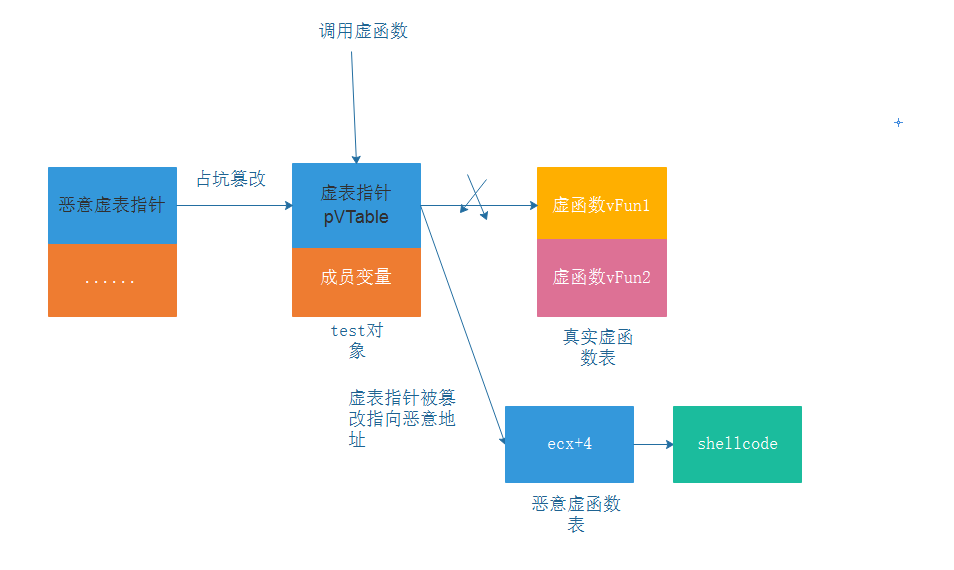 调用虚函数
占坑篡改
恶意虚表指针
......
虚表指针
pVTable
成员变量
test对
象
虚函数vFun1
虚函数vFun2
真实虚函
数表
虚表指针被篡
改指向恶意地
址
ecx+4
shellcode
恶意虚函数
表